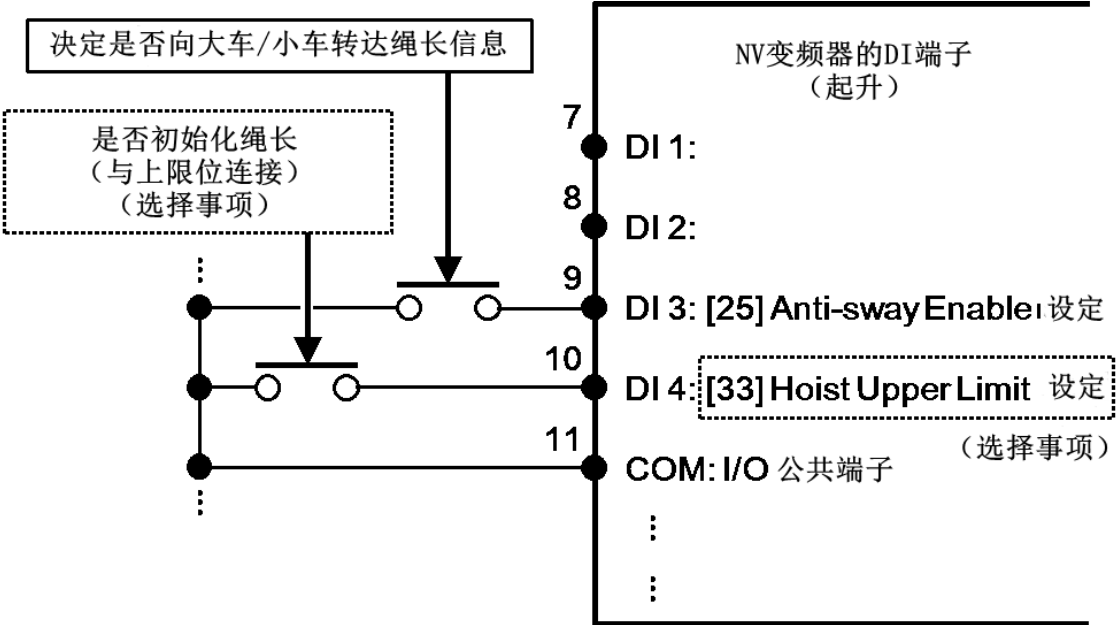 决定是否向大车/小车转达绳长信息
NV变频器的DI端子
（起升）
是否初始化绳长
（与上限位连接）
（选择事项）
7
DI 1:
8
DI 2:
9
DI 3: [25] Anti-sway Enable 设定
10
DI 4: [33] Hoist Upper Limit 设定
（选择事项）
11
COM: I/O 公共端子